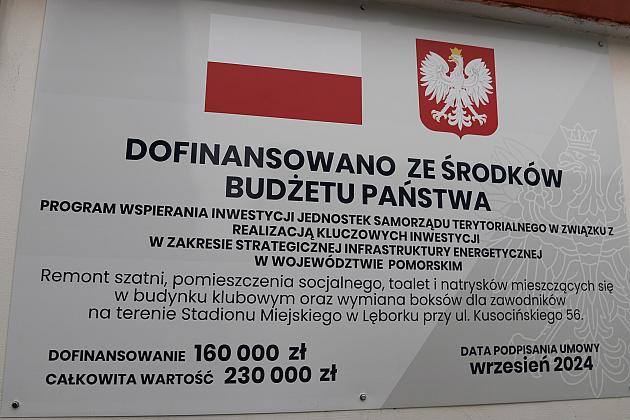 DOFINANSOWANO ZE ŚRODKÓW
BUDŻETU PAŃSTWA
PROGRAM WSPIERANIA INWESTYCJI JEDNOSTEK SAMORZĄDU TERYTORIALNEGO W ZWIĄZKU Z
REALIZACJĄ KLUCZOWYCH INWESTYCJI
W ZAKRESIE STRATEGICZNEJ INFRASTRUKTURY ENERGETYCZNEJ
W WOJEWÓDZTWIE POMORSKIM
Remont szatni, pomieszczenia socjalnego, toalet i natrysków mieszczących się
w budynku klubowym oraz wymiana boksów dla zawodników
na terenie Stadionu Miejskiego w Lęborku przy ul. Kusocińskiego 56.
DOFINANSOWANIE 160 000 zł
CAŁKOWITA WARTOŚĆ 230 000 zł
DATA PODPISANIA UMOWY
wrzesień 2024